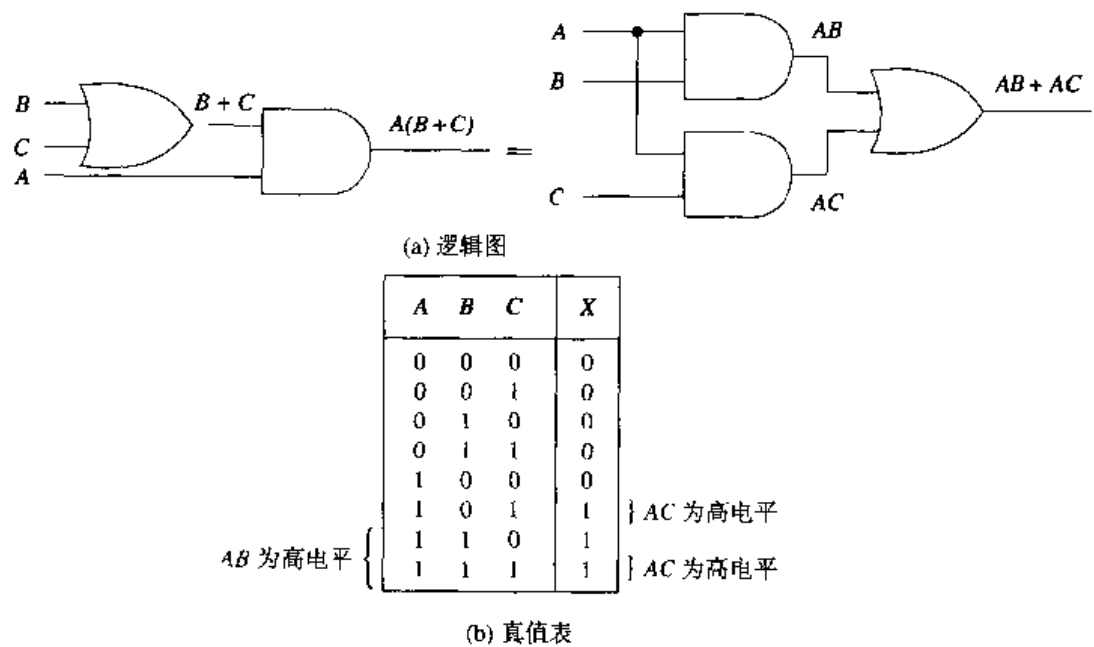 B
C
A
B + C
A(B+C)
=
A
B
C
AB
AC
AB + AC
(a) 逻辑图
A B C X
0 0 0 0
0 0 1 0
0 1 0 0
0 1 1 0
1 0 0 0
1 0 1 1 } AC 为高电平
AB 为高电平 { 1 1 0 1
1 1 1 1 } AC 为高电平
(b) 真值表